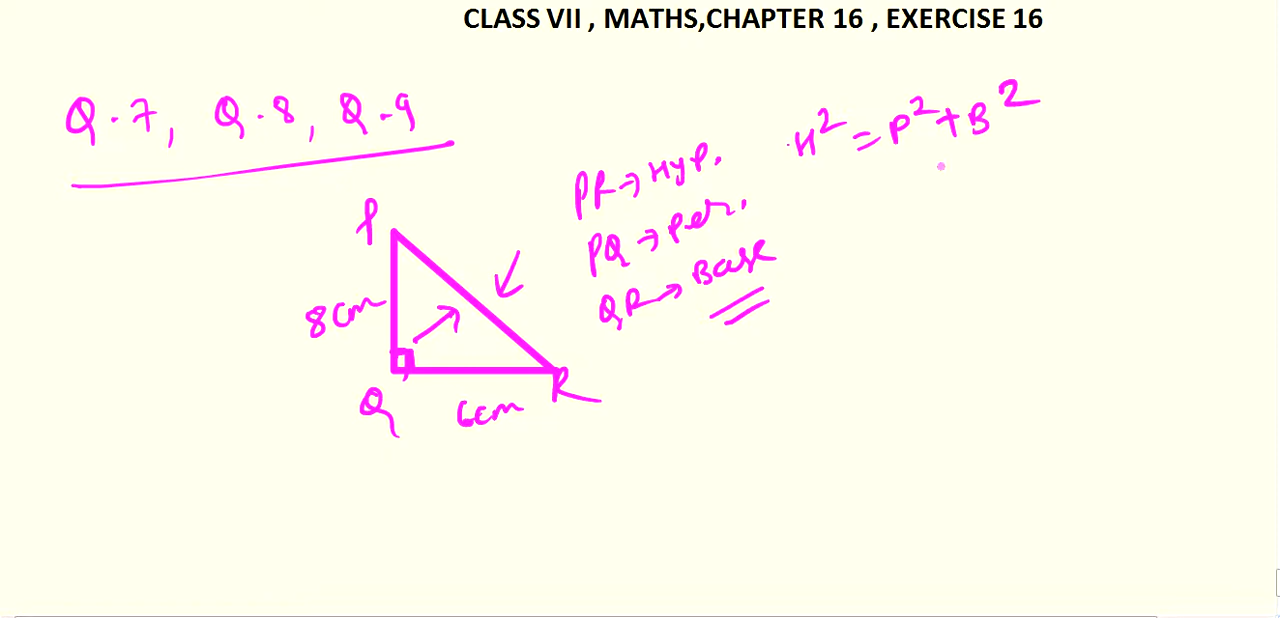 CLASS VII , MATHS,CHAPTER 16 , EXERCISE 16
Q.7, Q.8, Q.9
H² = P² + B²
PR → Hyp.
PQ → Per.
QR → Base
P
8cm
Q
R
6cm